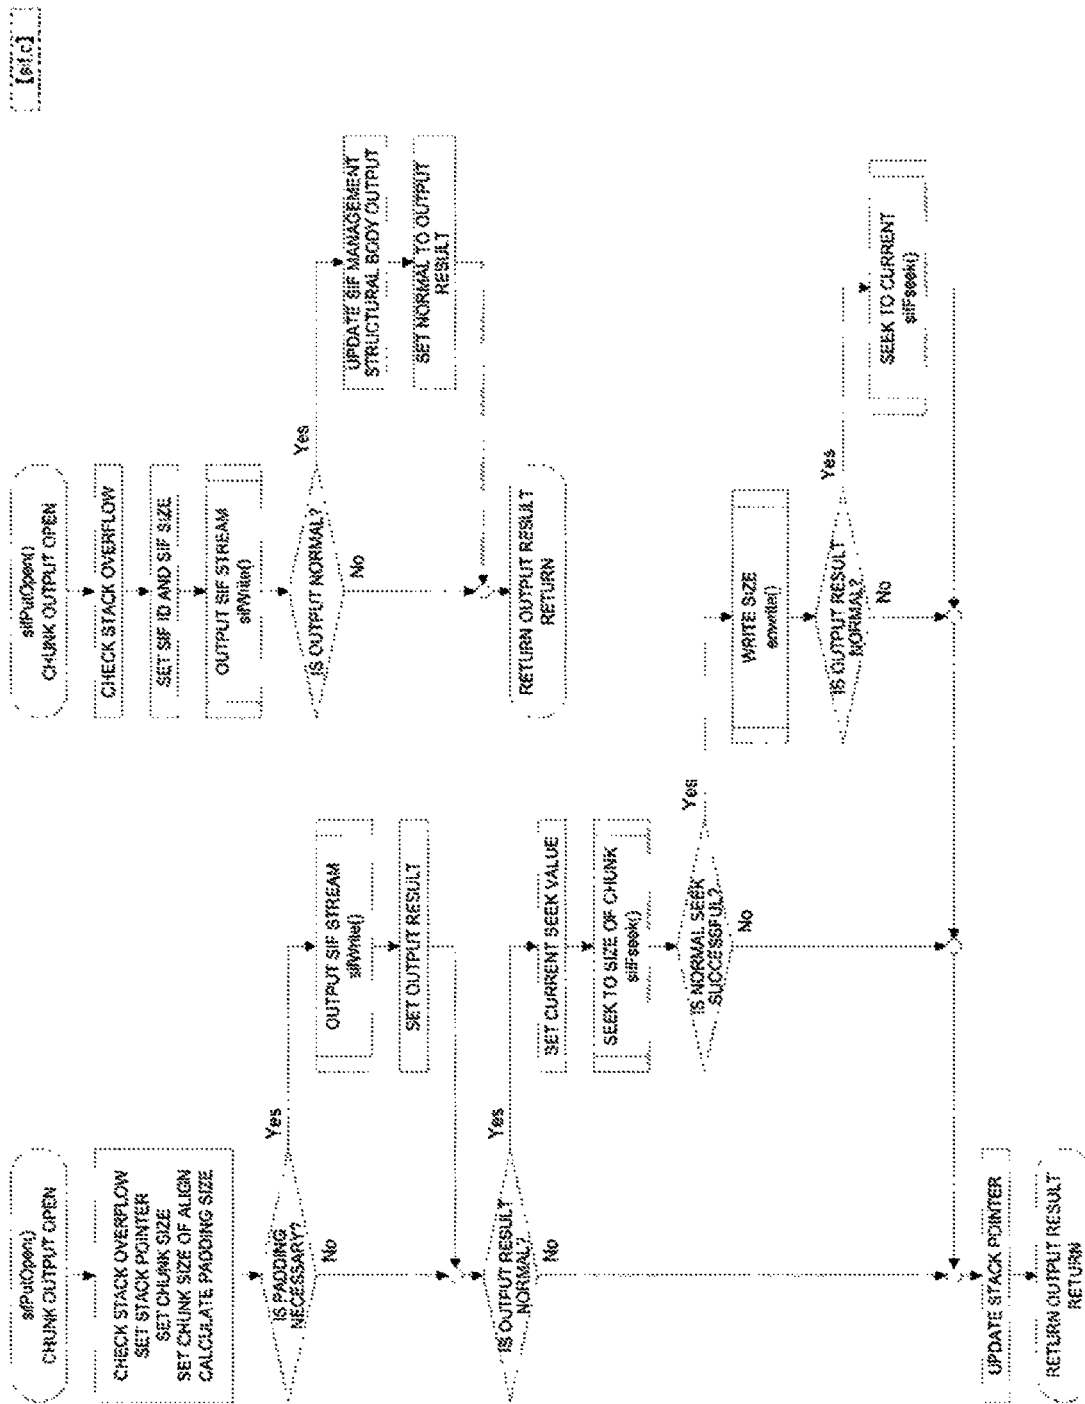 [sif.c]
sifPutOpen()
CHUNK OUTPUT OPEN
CHECK STACK OVERFLOW
SET STACK POINTER
SET CHUNK SIZE
SET CHUNK SIZE OF ALIGN
CALCULATE PADDING SIZE
IS PADDING
NECESSARY?
Yes
No
OUTPUT SIF STREAM
sifWrite()
SET OUTPUT RESULT
IS OUTPUT RESULT
NORMAL?
Yes
No
SET CURRENT SEEK VALUE
SEEK TO SIZE OF CHUNK
sifFseek()
IS NORMAL SEEK
SUCCESSFUL?
Yes
No
WRITE SIZE
IS OUTPUT RESULT
NORMAL?
Yes
No
SEEK TO CURRENT
sifFseek()
UPDATE STACK POINTER
RETURN OUTPUT RESULT
RETURN
sifPutOpen()
CHUNK OUTPUT OPEN
CHECK STACK OVERFLOW
SET SIF ID AND SIF SIZE
OUTPUT SIF STREAM
sifWrite()
IS OUTPUT NORMAL?
Yes
No
UPDATE SIF MANAGEMENT
STRUCTURAL BODY OUTPUT
SET NORMAL TO OUTPUT
RESULT
RETURN OUTPUT RESULT
RETURN